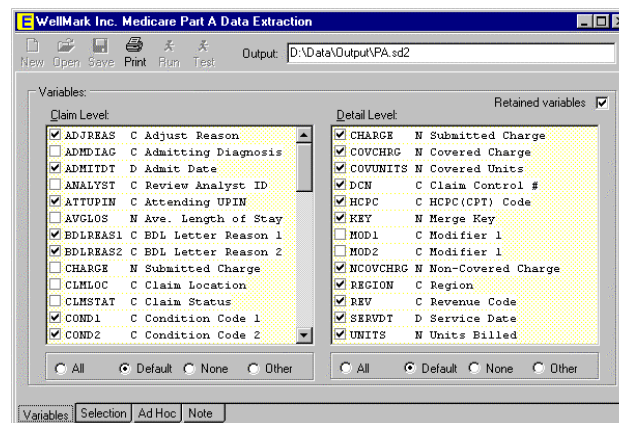 WellMark Inc. Medicare Part A Data Extraction
New Open Save Print Run Test Output: D:\Data\Output\PA.sd2
Variables:
Retained variables
Claim Level:
ADJREAS C Adjust Reason
ADMDIAG C Admitting Diagnosis
ADMITDT D Admit Date
ANALYST C Review Analyst ID
ATTUPIN C Attending UPIN
AVGLOS N Ave. Length of Stay
BDLREAS1 C BDL Letter Reason 1
BDLREAS2 C BDL Letter Reason 2
CHARGE N Submitted Charge
CLMLOC C Claim Location
CLMSTAT C Claim Status
COND1 C Condition Code 1
COND2 C Condition Code 2
All Default None Other
Detail Level:
CHARGE N Submitted Charge
COVCHRG N Covered Charge
COVUNITS N Covered Units
DCN C Claim Control #
HCPC C HCPC(CPT) Code
KEY N Merge Key
MOD1 C Modifier 1
MOD2 C Modifier 1
NCOVCHRG N Non-Covered Charge
REGION C Region
REV C Revenue Code
SERVDT D Service Date
UNITS N Units Billed
All Default None Other
Variables Selection Ad Hoc Note